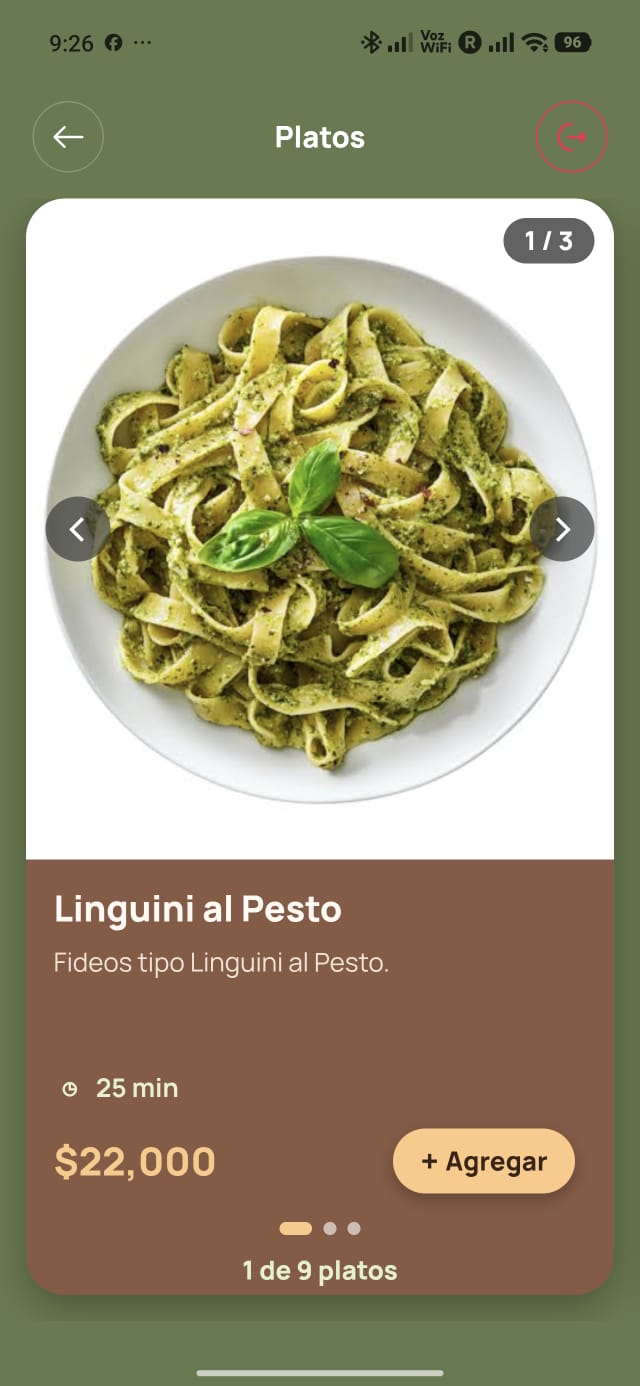 9:26 ...
Voz
WiFi R 96
Platos
1 / 3
Linguini al Pesto
Fideos tipo Linguini al Pesto.
25 min
$22,000
+ Agregar
1 de 9 platos